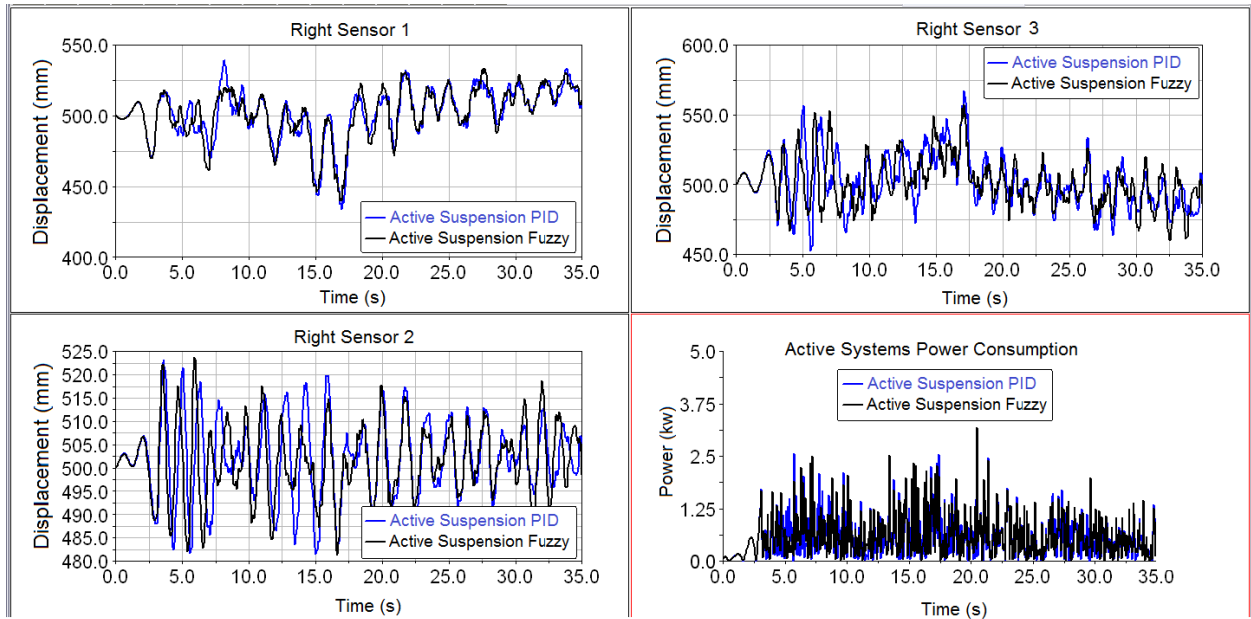 Right Sensor 1
Displacement (mm)
550.0
500.0
450.0
400.0
Active Suspension PID
Active Suspension Fuzzy
0.0 5.0 10.0 15.0 20.0 25.0 30.0 35.0
Time (s)
Right Sensor 3
Displacement (mm)
600.0
550.0
500.0
450.0
Active Suspension PID
Active Suspension Fuzzy
0.0 5.0 10.0 15.0 20.0 25.0 30.0 35.0
Time (s)
Right Sensor 2
Displacement (mm)
525.0
520.0
515.0
510.0
505.0
500.0
495.0
490.0
485.0
480.0
Active Suspension PID
Active Suspension Fuzzy
0.0 5.0 10.0 15.0 20.0 25.0 30.0 35.0
Time (s)
Active Systems Power Consumption
Active Suspension PID
Active Suspension Fuzzy
Power (kw)
5.0
3.75
2.5
1.25
0.0
0.0 5.0 10.0 15.0 20.0 25.0 30.0 35.0
Time (s)